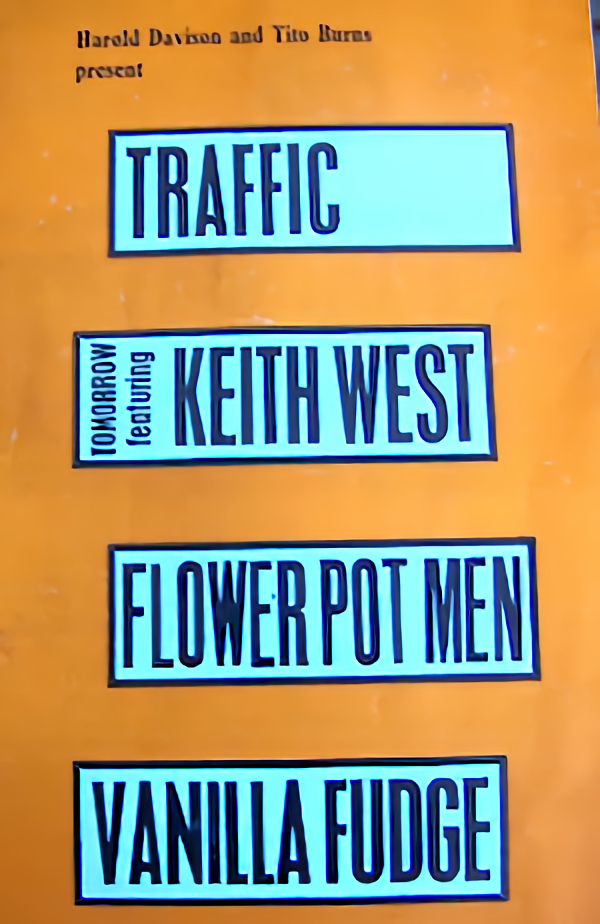 Harold Davison and Tito Burns
present
TRAFFIC
TOMORROW
featuring
KEITH WEST
FLOWER POT MEN
VANILLA FUDGE